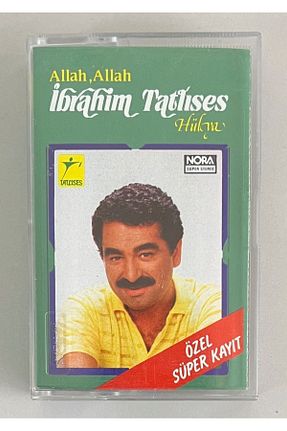 Allah, Allah
İbrahim Tatlıses
Hülya
TATLISES
NORA
SUPER STEREO
ÖZEL
SÜPER KAYIT